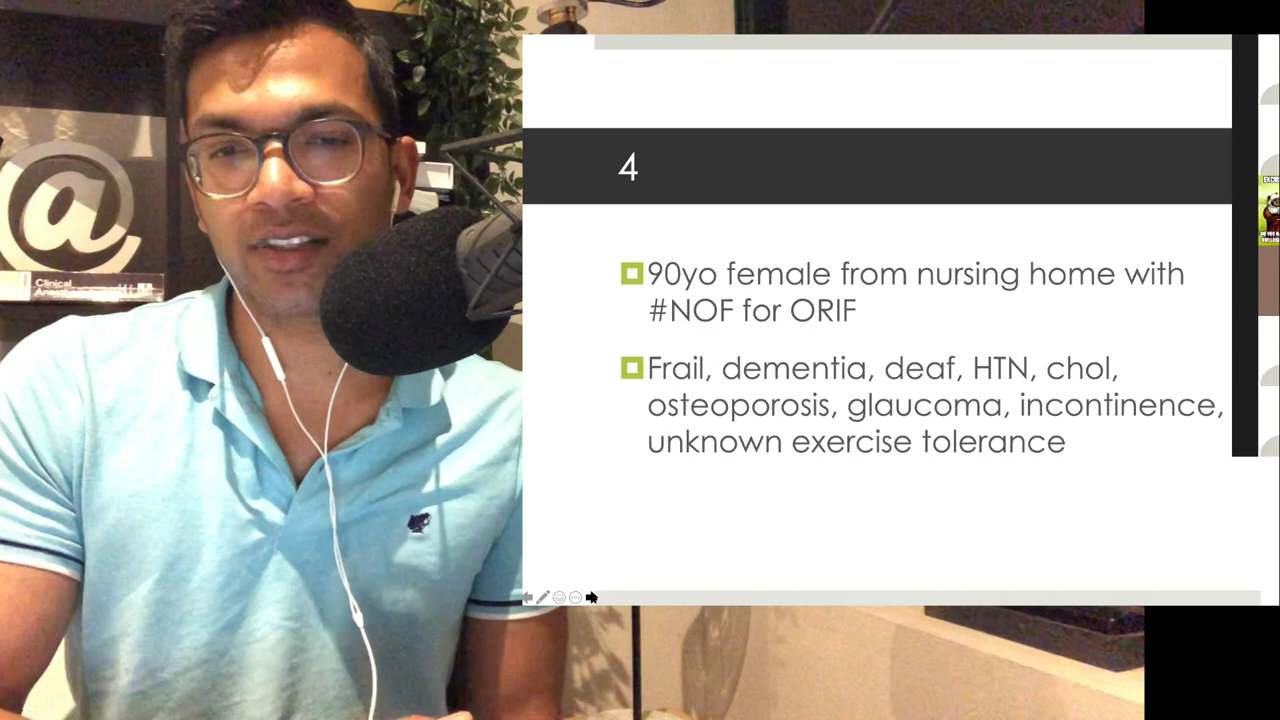 @
Clinical
4
90yo female from nursing home with
#NOF for ORIF
Frail, dementia, deaf, HTN, chol,
osteoporosis, glaucoma, incontinence,
unknown exercise tolerance